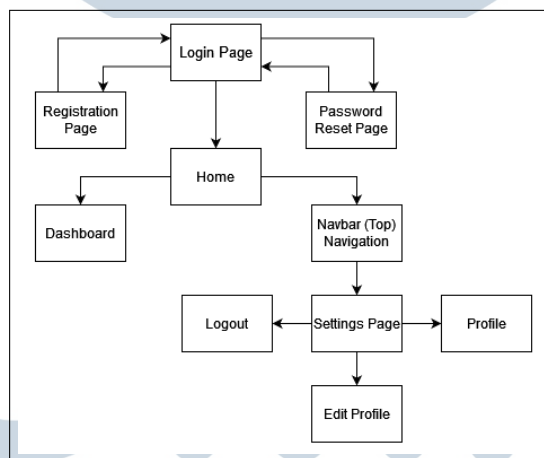 Login Page
Registration
Page
Password
Reset Page
Home
Dashboard
Navbar (Top)
Navigation
Logout
Settings Page
Profile
Edit Profile